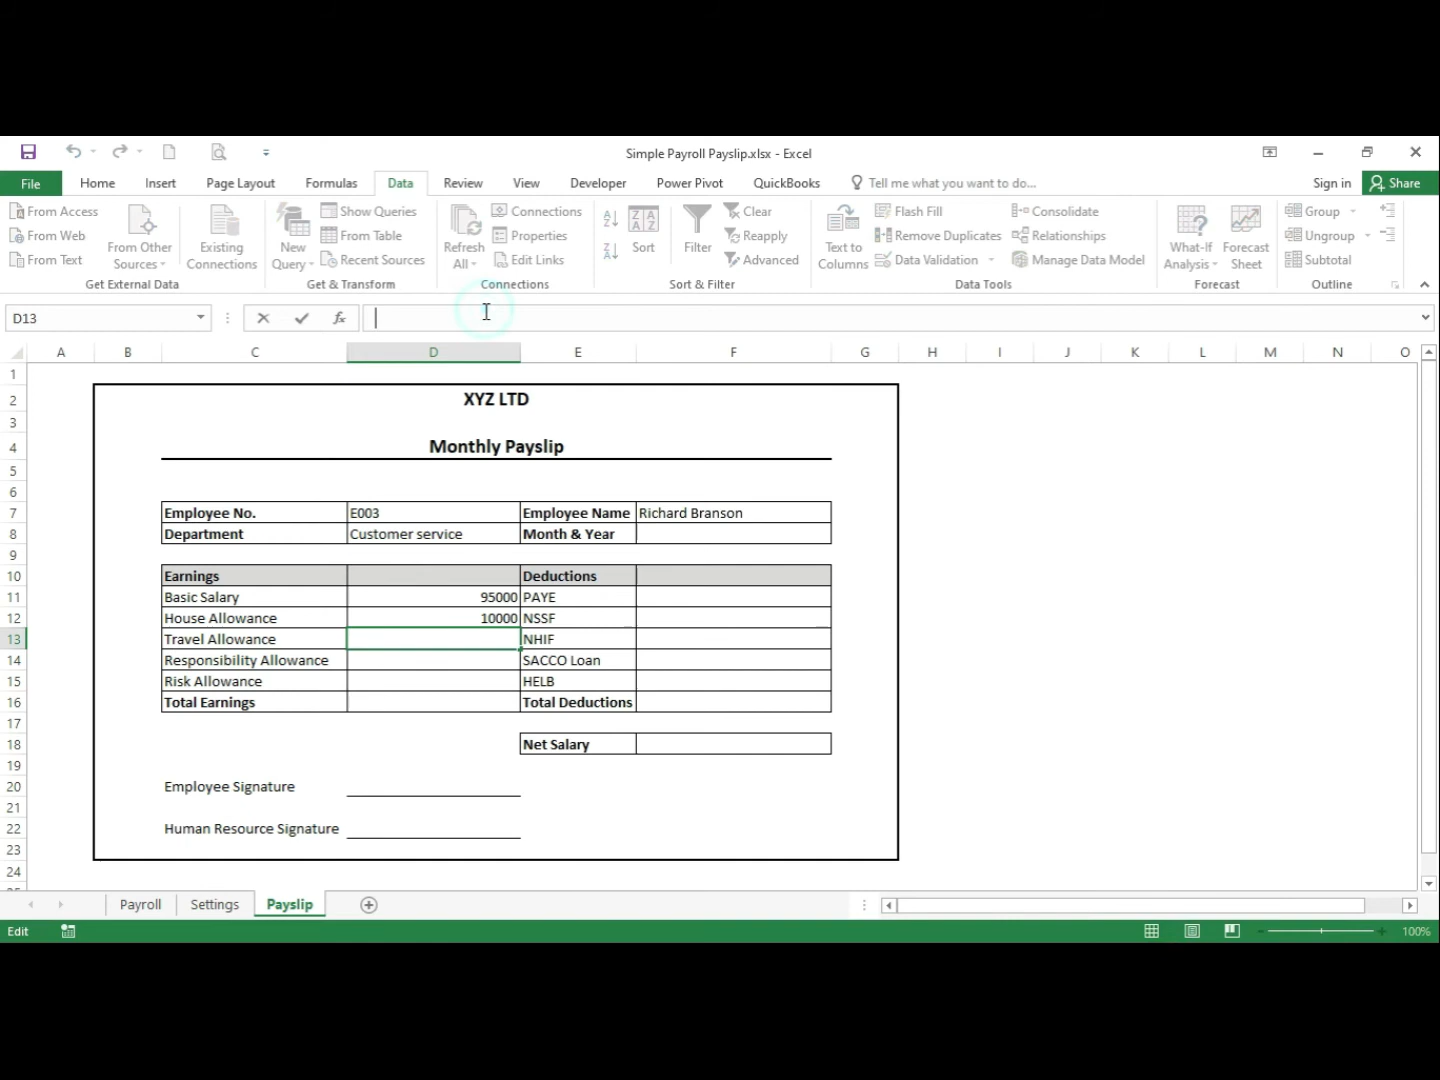 Simple Payroll Payslip.xlsx - Excel
File Home Insert Page Layout Formulas Data Review View Developer Power Pivot QuickBooks Tell me what you want to do... Sign in Share
From Access
From Web
From Text
From Other Sources
Existing Connections
Get External Data
New Query
Show Queries
From Table
Recent Sources
Get & Transform
Refresh All
Connections
Properties
Edit Links
Connections
Sort
Filter
Clear
Reapply
Advanced
Sort & Filter
Text to Columns
Flash Fill
Remove Duplicates
Data Validation
Consolidate
Relationships
Manage Data Model
Data Tools
What-If Analysis
Forecast Sheet
Forecast
Group
Ungroup
Subtotal
Outline
D13 fx
A B C D E F G H I J K L M N O
1
2 XYZ LTD
3
4 Monthly Payslip
5
6
7 Employee No. E003 Employee Name Richard Branson
8 Department Customer service Month & Year
9
10 Earnings Deductions
11 Basic Salary 95000 PAYE
12 House Allowance 10000 NSSF
13 Travel Allowance NHIF
14 Responsibility Allowance SACCO Loan
15 Risk Allowance HELB
16 Total Earnings Total Deductions
17
18 Net Salary
19
20 Employee Signature
21
22 Human Resource Signature
23
24
Payroll Settings Payslip
Edit 100%